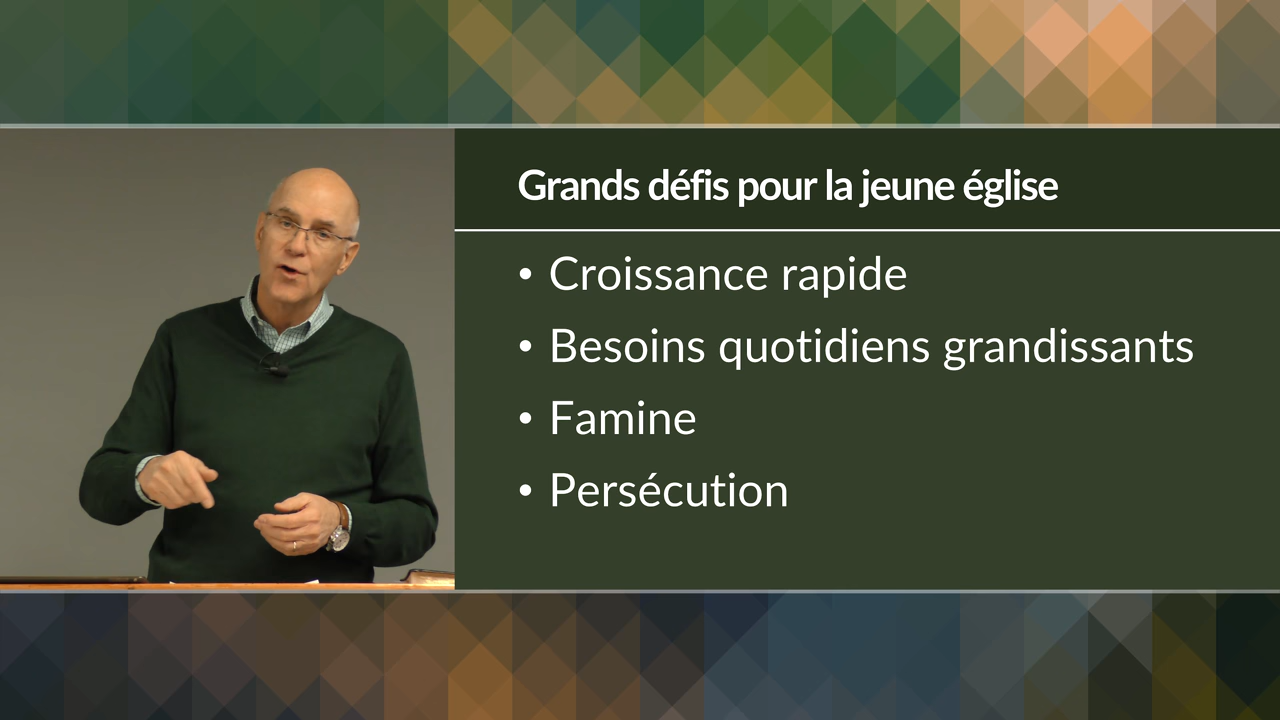 Grands défis pour la jeune église
• Croissance rapide
• Besoins quotidiens grandissants
• Famine
• Persécution